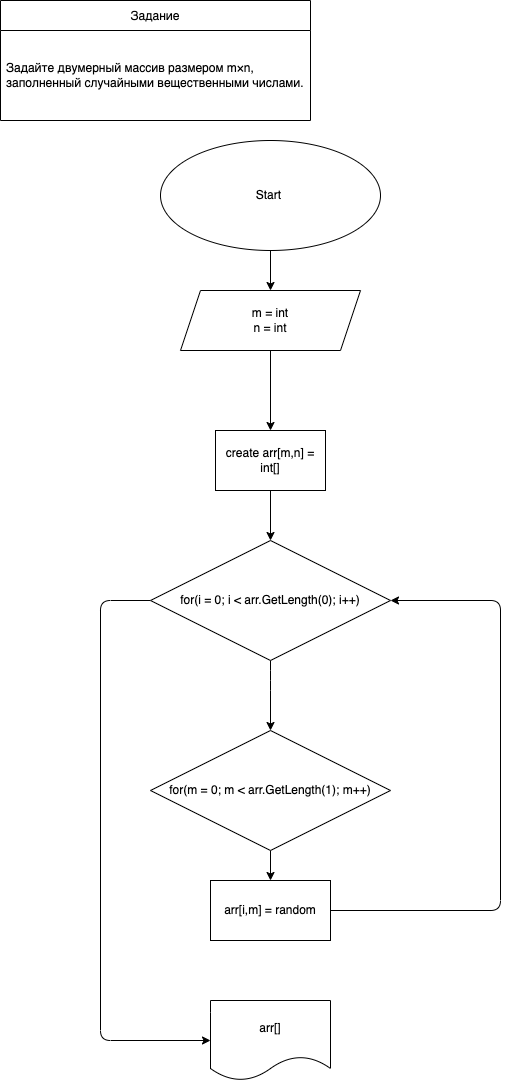 Задание
Задайте двумерный массив размером m×n,
заполненный случайными вещественными числами.
Start
m = int
n = int
create arr[m,n] =
int[]
for(i = 0; i < arr.GetLength(0); i++)
for(m = 0; m < arr.GetLength(1); m++)
arr[i,m] = random
arr[]